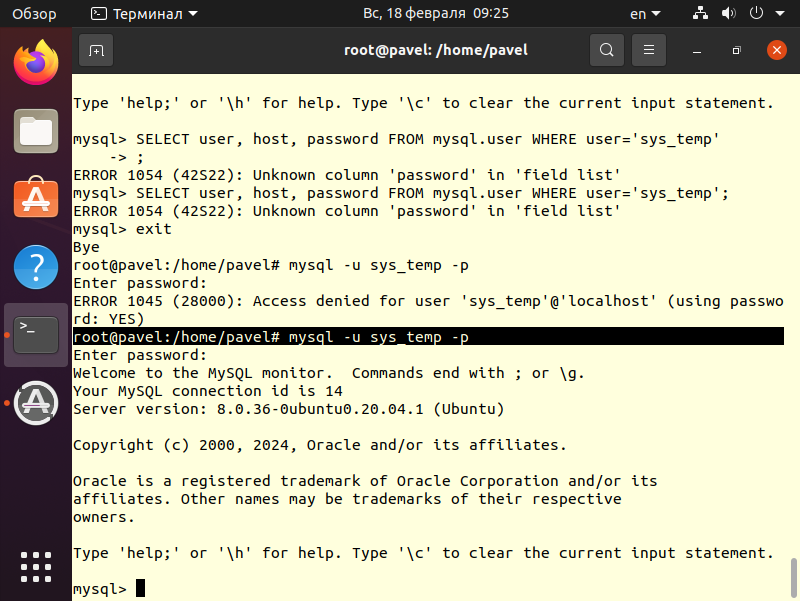 Обзор
Терминал
Вс, 18 февраля 09:25
en
root@pavel: /home/pavel
Type 'help;' or '\h' for help. Type '\c' to clear the current input statement.
mysql> SELECT user, host, password FROM mysql.user WHERE user='sys_temp'
    -> ;
ERROR 1054 (42S22): Unknown column 'password' in 'field list'
mysql> SELECT user, host, password FROM mysql.user WHERE user='sys_temp';
ERROR 1054 (42S22): Unknown column 'password' in 'field list'
mysql> exit
Bye
root@pavel:/home/pavel# mysql -u sys_temp -p
Enter password:
ERROR 1045 (28000): Access denied for user 'sys_temp'@'localhost' (using passwo
rd: YES)
root@pavel:/home/pavel# mysql -u sys_temp -p
Enter password:
Welcome to the MySQL monitor.  Commands end with ; or \g.
Your MySQL connection id is 14
Server version: 8.0.36-0ubuntu0.20.04.1 (Ubuntu)
Copyright (c) 2000, 2024, Oracle and/or its affiliates.
Oracle is a registered trademark of Oracle Corporation and/or its
affiliates. Other names may be trademarks of their respective
owners.
Type 'help;' or '\h' for help. Type '\c' to clear the current input statement.
mysql>